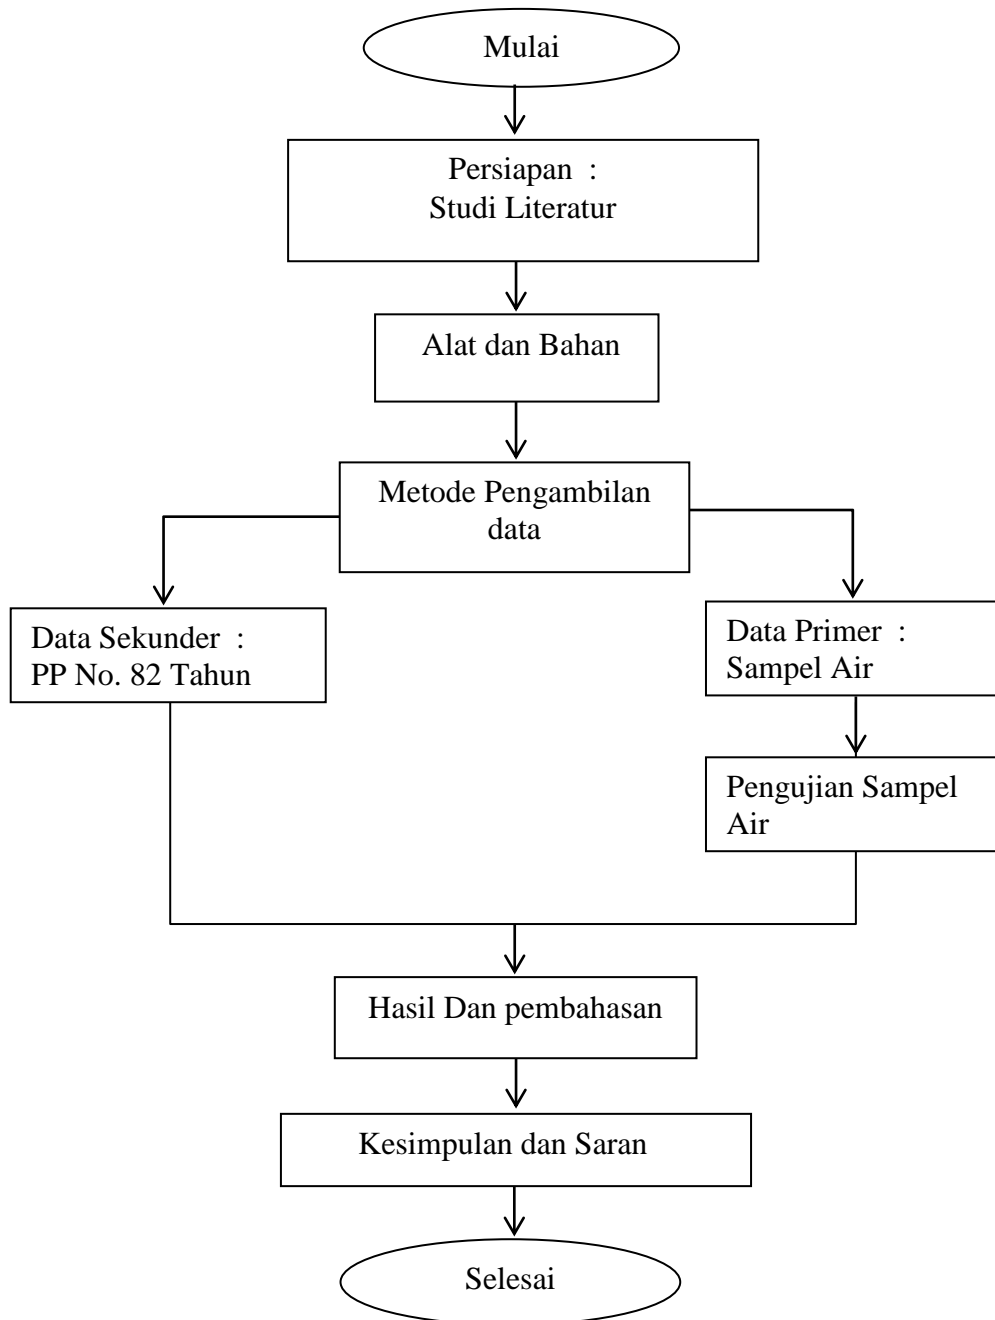 Mulai
Persiapan :
Studi Literatur
Alat dan Bahan
Metode Pengambilan
data
Data Sekunder :
PP No. 82 Tahun
Data Primer :
Sampel Air
Pengujian Sampel
Air
Hasil Dan pembahasan
Kesimpulan dan Saran
Selesai